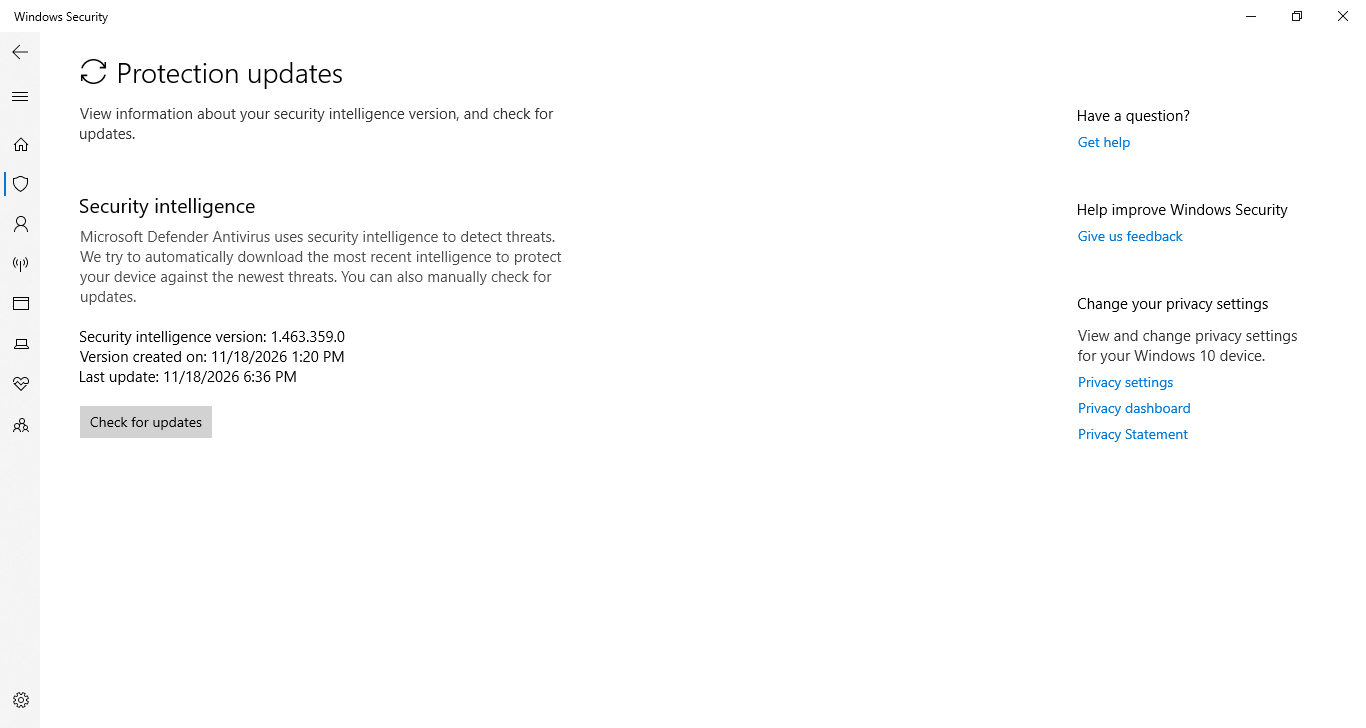 Windows Security
Protection updates
View information about your security intelligence version, and check for
updates.
Security intelligence
Microsoft Defender Antivirus uses security intelligence to detect threats.
We try to automatically download the most recent intelligence to protect
your device against the newest threats. You can also manually check for
updates.
Security intelligence version: 1.463.359.0
Version created on: 11/18/2026 1:20 PM
Last update: 11/18/2026 6:36 PM
Check for updates
Have a question?
Get help
Help improve Windows Security
Give us feedback
Change your privacy settings
View and change privacy settings
for your Windows 10 device.
Privacy settings
Privacy dashboard
Privacy Statement